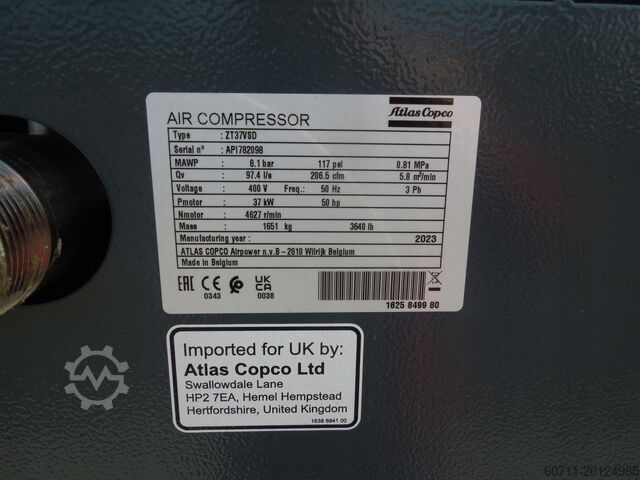 AIR COMPRESSOR
Atlas Copco
Type : ZT37VSD
Serial n° : API782098
MAWP : 8.1 bar 117 psi 0.81 MPa
Qv : 97.4 l/s 206.5 cfm 5.8 m³/min
Voltage : 400 V Freq.: 50 Hz 3 Ph
Pmotor : 37 kW 50 hp
Nmotor : 4627 r/min
Mass : 1651 kg 3640 lb
Manufacturing year : 2023
ATLAS COPCO Airpower n.v.B – 2610 Wilrijk Belgium
Made in Belgium
EAC CE UK CA
0343 0038
1625 8499 80
Imported for UK by:
Atlas Copco Ltd
Swallowdale Lane
HP2 7EA, Hemel Hempstead
Hertfordshire, United Kingdom
1638 8941 00
60711-20124985